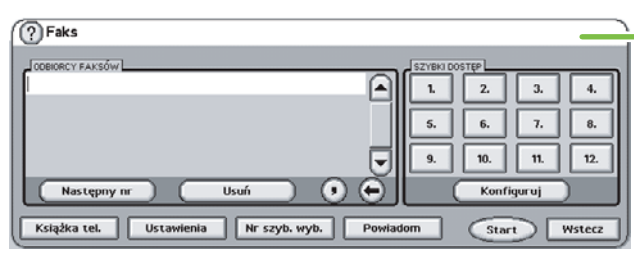 ? Faks
ODBIORCY FAKSÓW
SZYBKI DOSTĘP
1. 2. 3. 4.
5. 6. 7. 8.
9. 10. 11. 12.
Następny nr Usuń , Konfiguruj
Książka tel. Ustawienia Nr szyb. wyb. Powiadom Start Wstecz